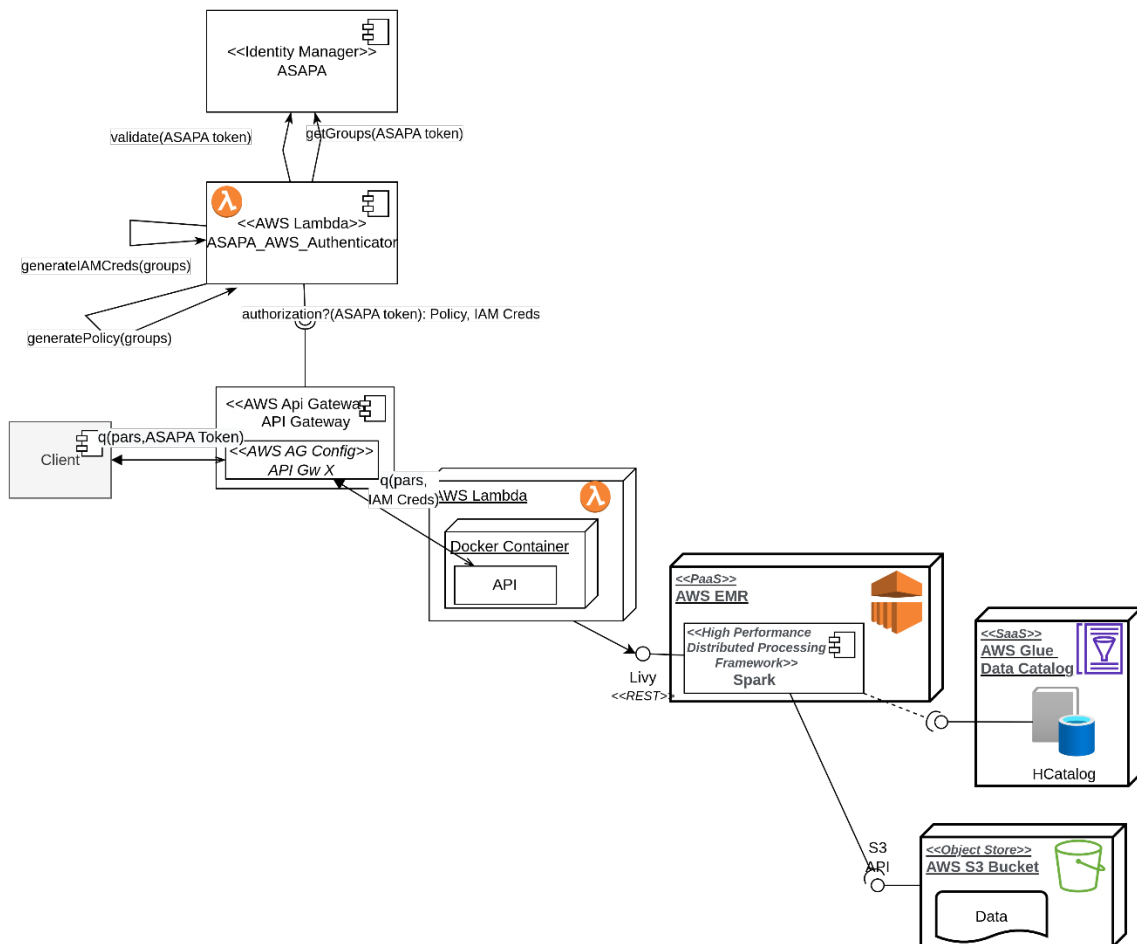 <<Identity Manager>>
ASAPA
validate(ASAPA token)
getGroups(ASAPA token)
<<AWS Lambda>>
ASAPA_AWS_Authenticator
generateIAMCreds(groups)
generatePolicy(groups)
authorization?(ASAPA token): Policy, IAM Creds
<<AWS Api Gatewa
API Gateway
<<AWS AG Config>>
API Gw X
Client
q(pars,ASAPA Token)
q(pars,
IAM Creds)
AWS Lambda
Docker Container
API
Livy
<<REST>>
<<PaaS>>
AWS EMR
<<High Performance
Distributed Processing
Framework>>
Spark
<<SaaS>>
AWS Glue
Data Catalog
HCatalog
S3
API
<<Object Store>>
AWS S3 Bucket
Data